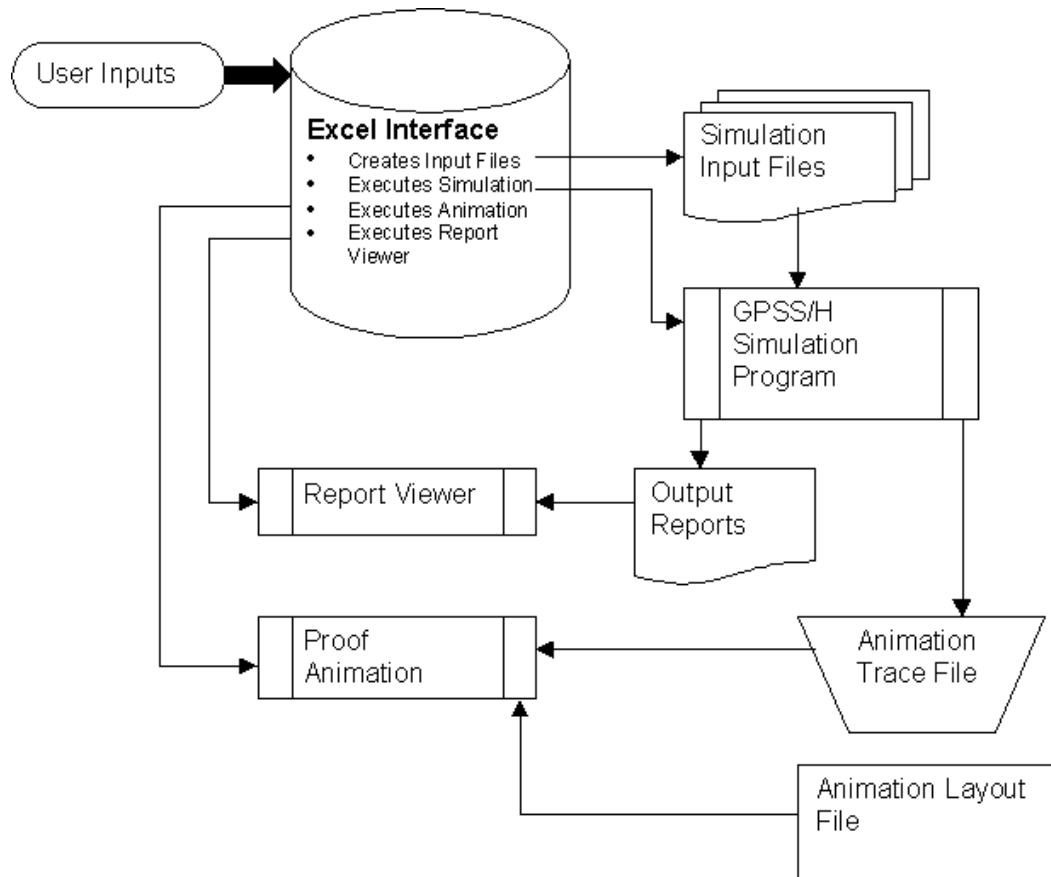 User Inputs
Excel Interface
• Creates Input Files
• Executes Simulation
• Executes Animation
• Executes Report
Viewer
Simulation
Input Files
GPSS/H
Simulation
Program
Report Viewer
Output
Reports
Proof
Animation
Animation
Trace File
Animation Layout
File